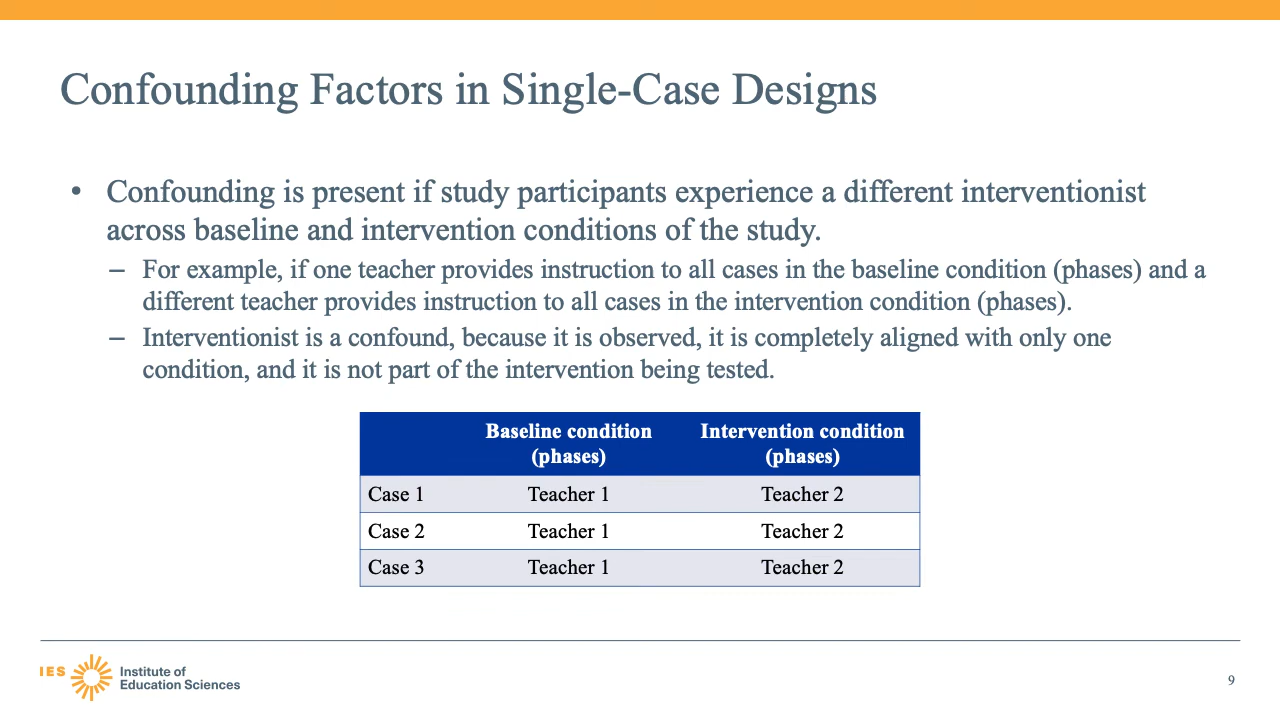 Confounding Factors in Single-Case Designs
• Confounding is present if study participants experience a different interventionist
across baseline and intervention conditions of the study.
– For example, if one teacher provides instruction to all cases in the baseline condition (phases) and a
different teacher provides instruction to all cases in the intervention condition (phases).
– Interventionist is a confound, because it is observed, it is completely aligned with only one
condition, and it is not part of the intervention being tested.
Baseline condition Intervention condition
(phases) (phases)
Case 1 Teacher 1 Teacher 2
Case 2 Teacher 1 Teacher 2
Case 3 Teacher 1 Teacher 2
IES Institute of
Education Sciences
9